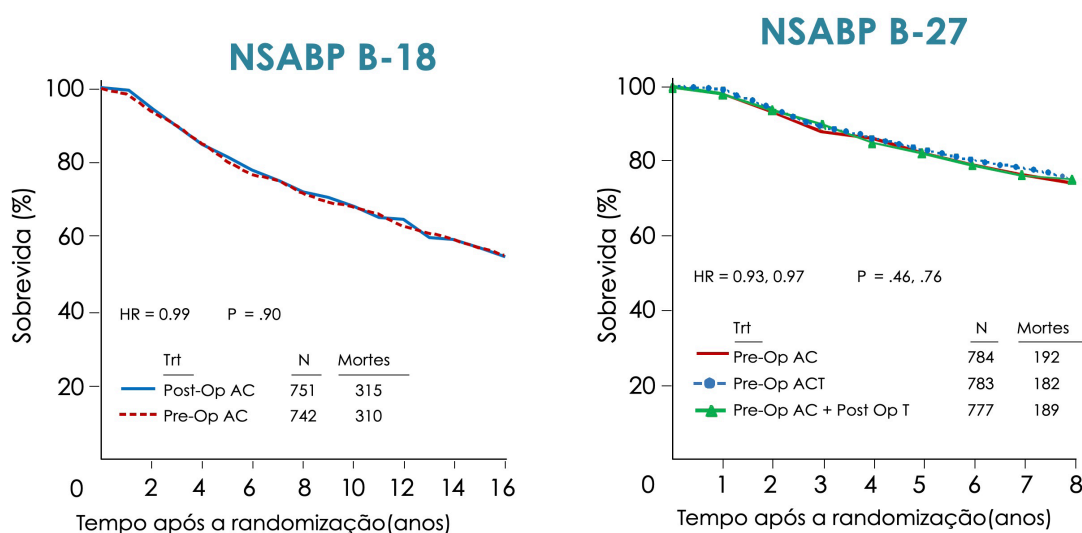 NSABP B-18
100
80
60
40
20
0
Sobrevida (%)
HR = 0.99 P = .90
Trt N Mortes
Post-Op AC 751 315
Pre-Op AC 742 310
2 4 6 8 10 12 14 16
Tempo após a randomização(anos)
NSABP B-27
100
80
60
40
20
0
Sobrevida (%)
HR = 0.93, 0.97 P = .46, .76
Trt N Mortes
Pre-Op AC 784 192
Pre-Op ACT 783 182
Pre-Op AC + Post Op T 777 189
1 2 3 4 5 6 7 8
Tempo após a randomização(anos)